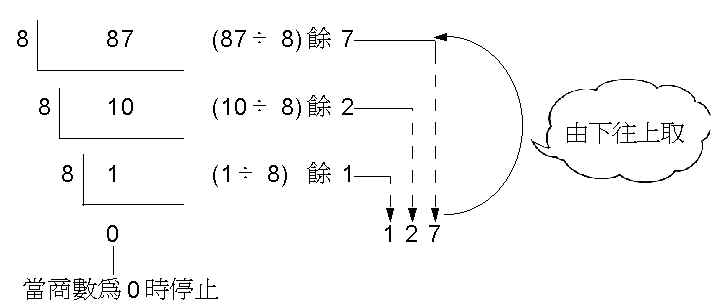 8 87 (87÷ 8)餘 7
8 10 (10÷ 8)餘 2
由下往上取
8 1 (1÷ 8) 餘 1
0 1 2 7
當商數爲 0 時停止